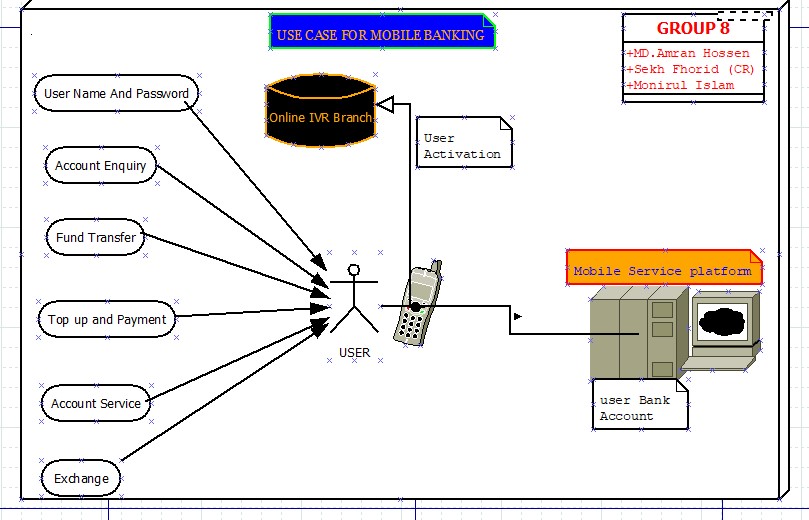 USE CASE FOR MOBILE BANKING
GROUP 8
+MD.Amran Hossen
+Sekh Fhorid (CR)
+Monirul Islam
User Name And Password
Online IVR Branch
User
Activation
Account Enquiry
Fund Transfer
Mobile Service platform
Top up and Payment
USER
Account Service
user Bank
Account
Exchange